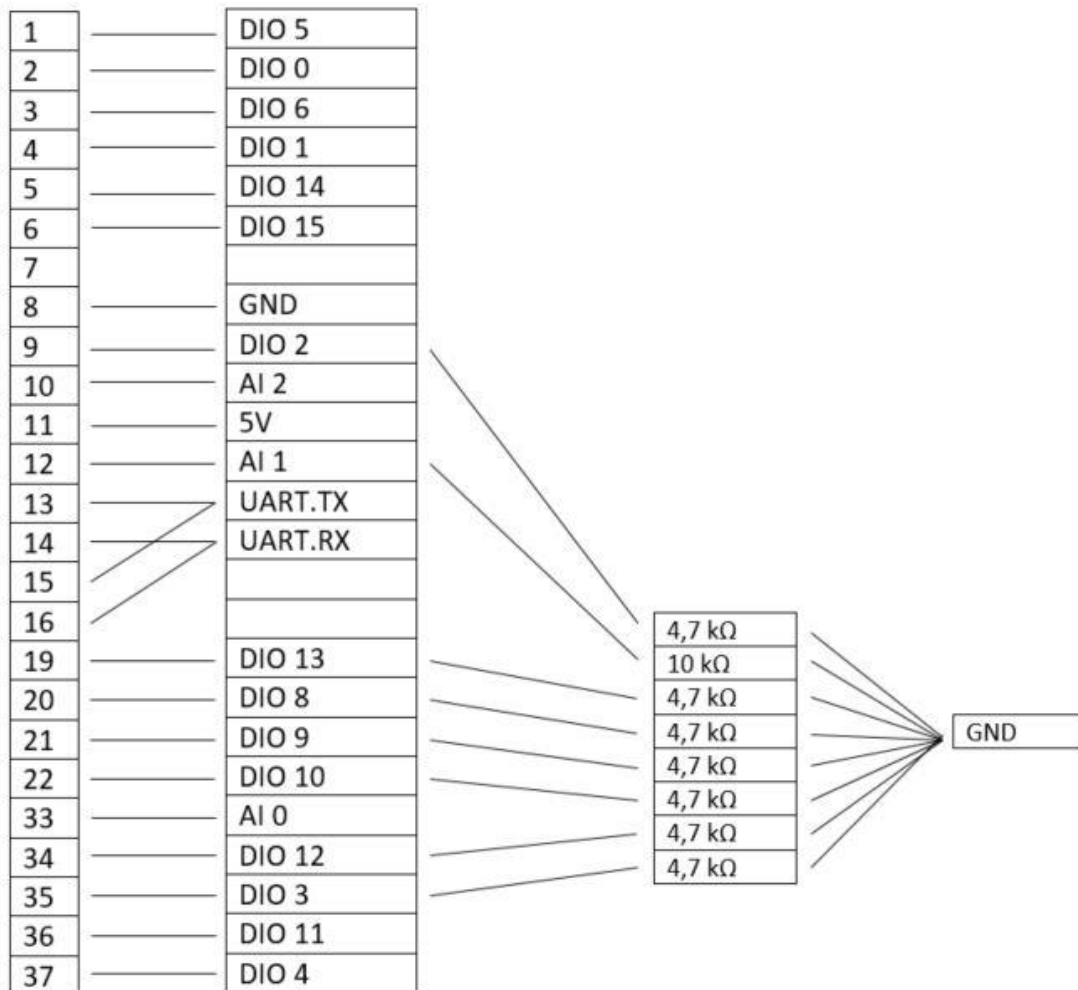 1 DIO 5
2 DIO 0
3 DIO 6
4 DIO 1
5 DIO 14
6 DIO 15
7
8 GND
9 DIO 2
10 AI 2
11 5V
12 AI 1
13 UART.TX
14 UART.RX
15
16 4,7 kΩ
19 DIO 13 10 kΩ
20 DIO 8 4,7 kΩ
21 DIO 9 4,7 kΩ GND
22 DIO 10 4,7 kΩ
33 AI 0 4,7 kΩ
34 DIO 12 4,7 kΩ
35 DIO 3 4,7 kΩ
36 DIO 11
37 DIO 4